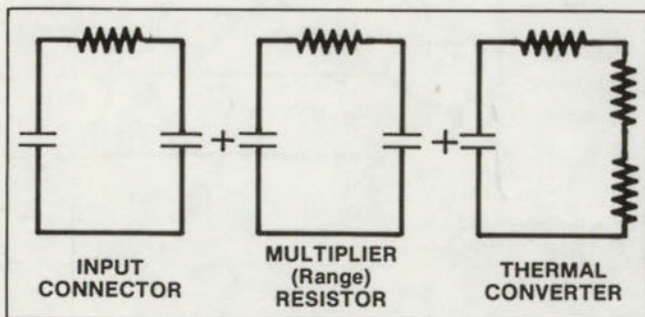 INPUT
CONNECTOR
MULTIPLIER
(Range)
RESISTOR
THERMAL
CONVERTER